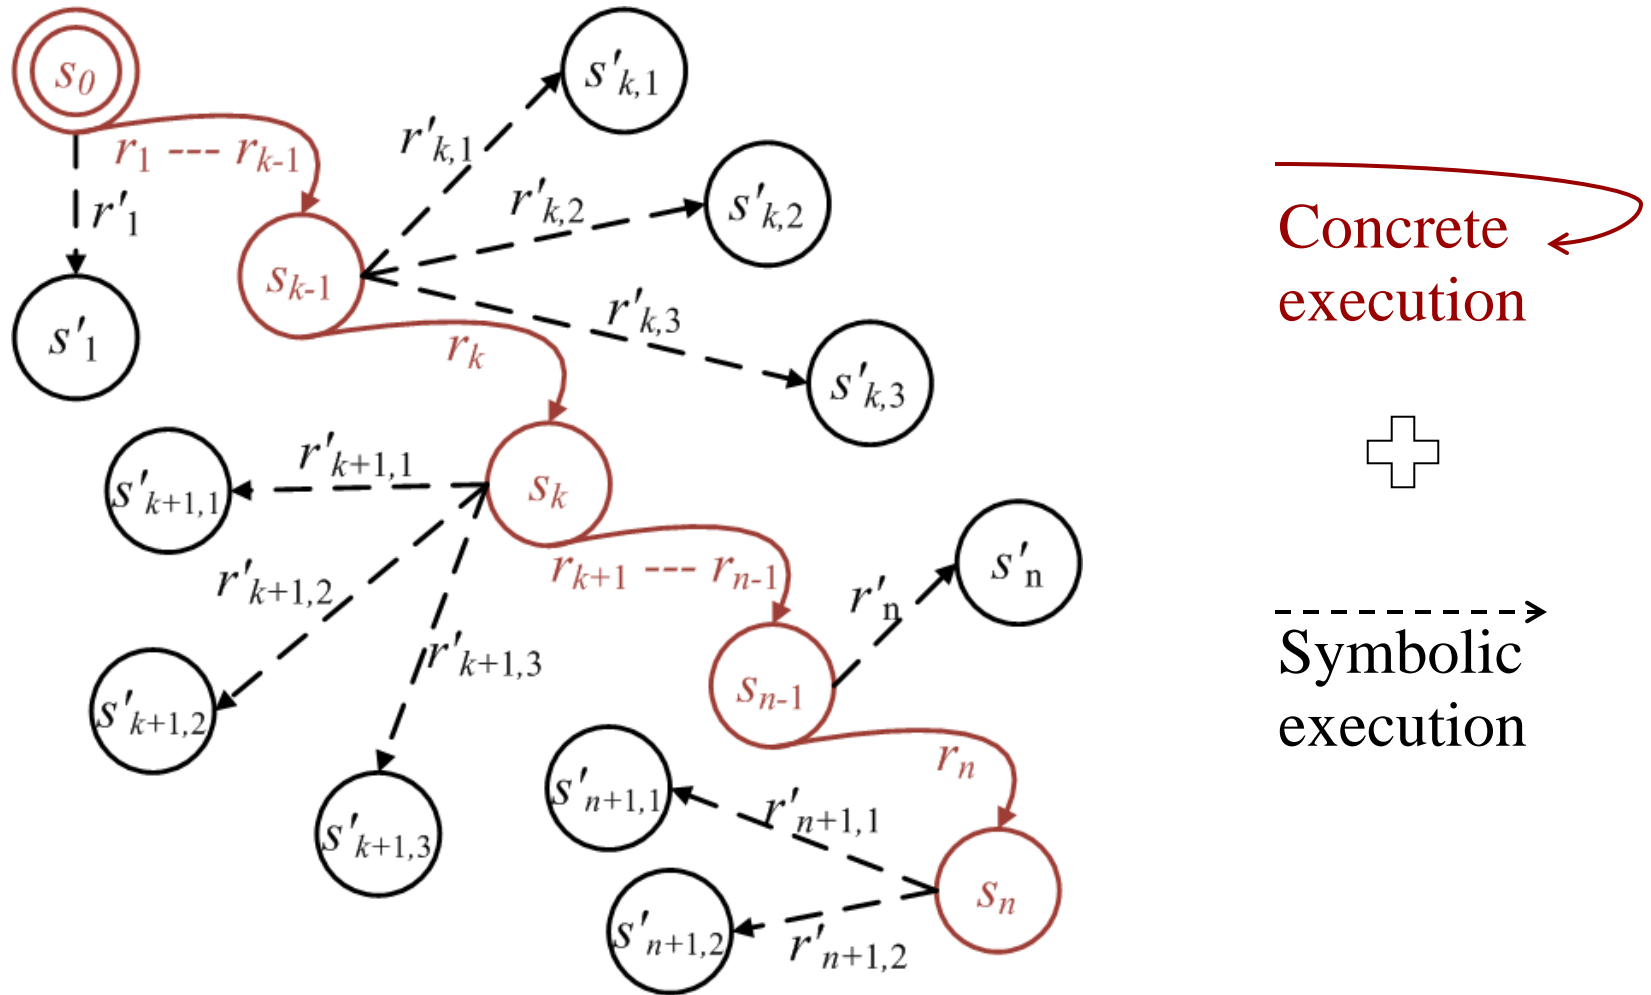 s0
s'k,1
r1 --- rk-1
r'k,1
r'k,2
s'k,2
r'1
sk-1
r'k,3
s'1
rk
s'k,3
r'k+1,1
s'k+1,1
sk
r'k+1,2
rk+1 --- rn-1
s'n
r'n
r'k+1,3
s'k+1,2
sn-1
rn
s'n+1,1
r'n+1,1
s'k+1,3
sn
s'n+1,2
r'n+1,2
Concrete
execution
Symbolic
execution